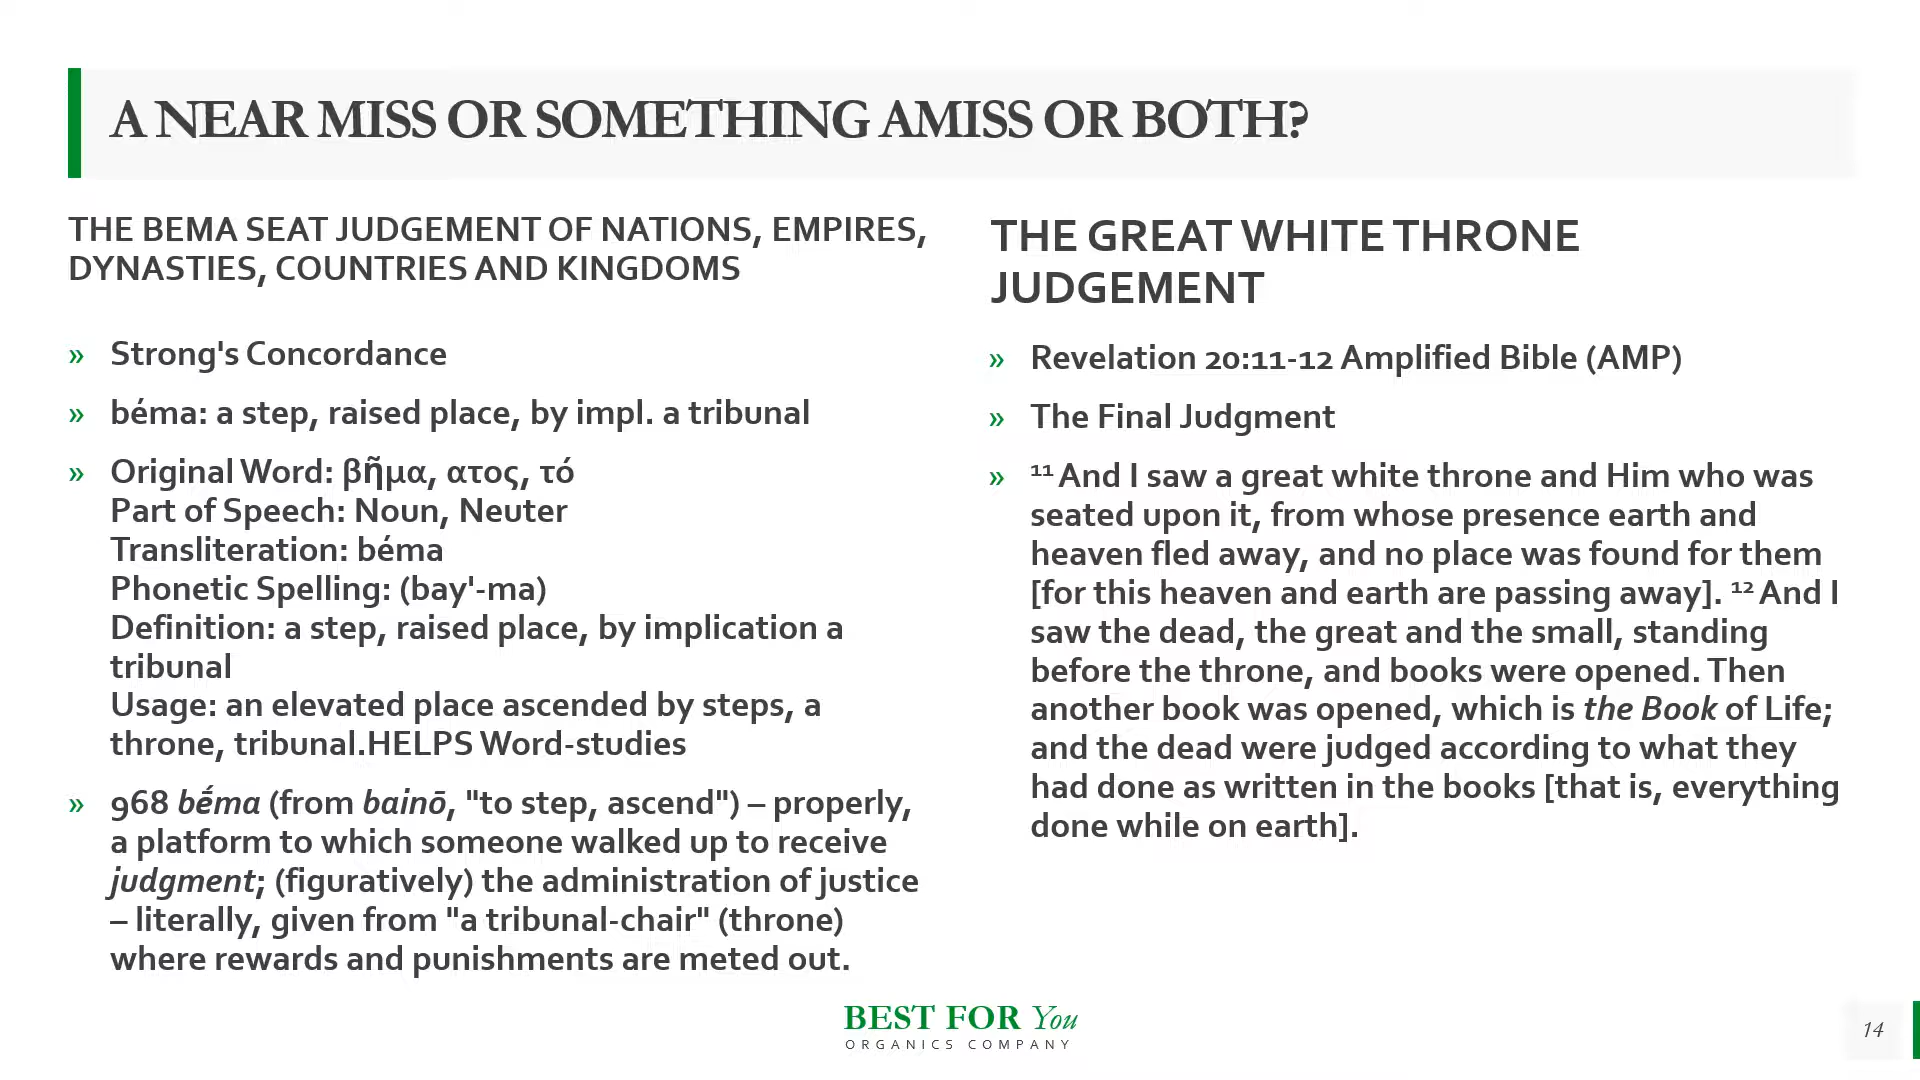 A NEAR MISS OR SOMETHING AMISS OR BOTH?
THE BEMA SEAT JUDGEMENT OF NATIONS, EMPIRES,
DYNASTIES, COUNTRIES AND KINGDOMS
» Strong's Concordance
» béma: a step, raised place, by impl. a tribunal
» Original Word: βῆμα, ατος, τό
Part of Speech: Noun, Neuter
Transliteration: béma
Phonetic Spelling: (bay'-ma)
Definition: a step, raised place, by implication a
tribunal
Usage: an elevated place ascended by steps, a
throne, tribunal.HELPS Word-studies
» 968 bḗma (from bainō, "to step, ascend") – properly,
a platform to which someone walked up to receive
judgment; (figuratively) the administration of justice
– literally, given from "a tribunal-chair" (throne)
where rewards and punishments are meted out.
THE GREAT WHITE THRONE
JUDGEMENT
» Revelation 20:11-12 Amplified Bible (AMP)
» The Final Judgment
» ¹¹ And I saw a great white throne and Him who was
seated upon it, from whose presence earth and
heaven fled away, and no place was found for them
[for this heaven and earth are passing away]. ¹² And I
saw the dead, the great and the small, standing
before the throne, and books were opened. Then
another book was opened, which is the Book of Life;
and the dead were judged according to what they
had done as written in the books [that is, everything
done while on earth].
BEST FOR You
ORGANICS COMPANY
14